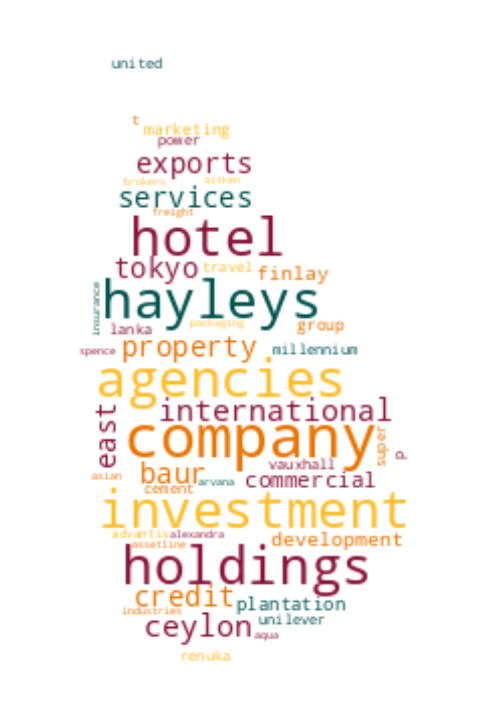 united
t
marketing
power
exports
brokers aitken
services
freight
hotel
tokyo travel finlay
insurance
hayleys
packaging
lanka group
spence property millennium
agencies
east international
company
super
p
vauxhall
asian baur arvana commercial
cement
investment
advantis alexandra
assetline development
holdings
credit plantation
industries unilever
ceylon aqua
renuka